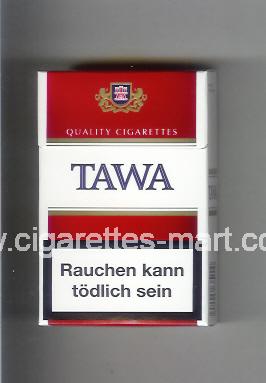 QUALITY CIGARETTES
TAWA
www.cigarettes-mart.com
Rauchen kann
tödlich sein